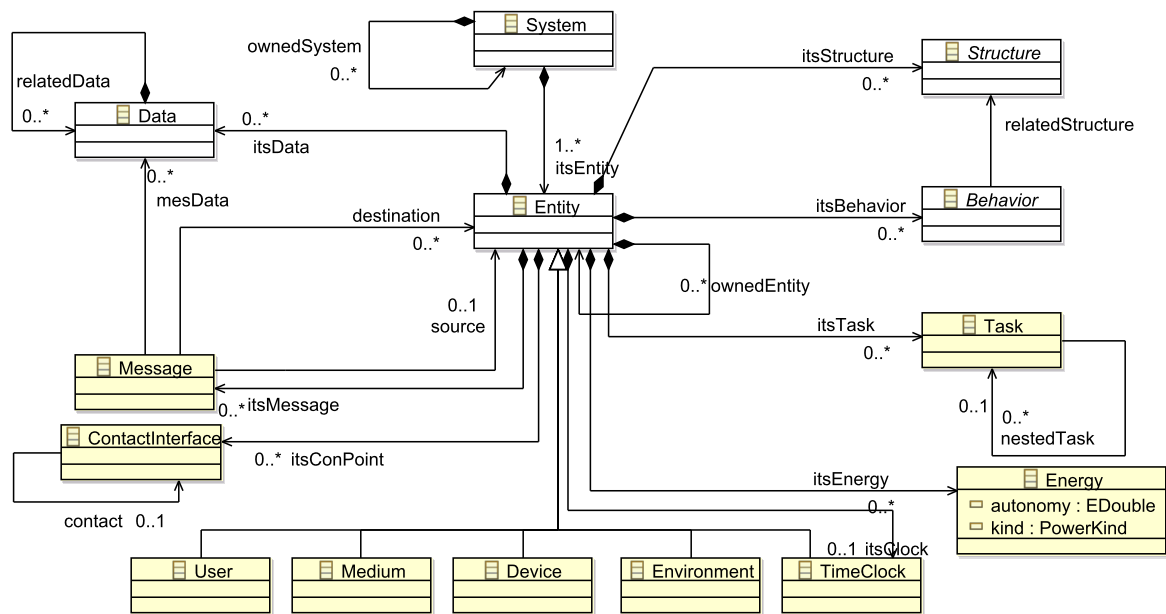 System
ownedSystem
0..*
itsStructure
0..*
Structure
relatedData
0..*
Data
0..*
itsData
relatedStructure
1..*
itsEntity
0..*
mesData
Entity
itsBehavior
0..*
Behavior
destination
0..*
0..* ownedEntity
0..1
source
itsTask
0..*
Task
Message
0..* itsMessage
0..1
0..*
nestedTask
ContactInterface
0..* itsConPoint
contact 0..1
itsEnergy
0..*
Energy
autonomy : EDouble
kind : PowerKind
0..1 itsClock
User
Medium
Device
Environment
TimeClock